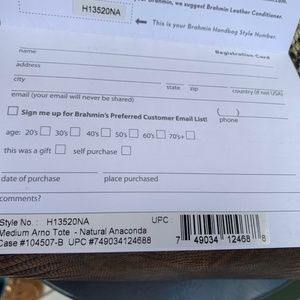 we suggest Brahmin Leather Conditioner.
H13520NA
This is your Brahmin Handbag Style Number.
Registration Card
name
address
city state zip country (if not USA)
email (your email will never be shared)
( )
Sign me up for Brahmin's Preferred Customer Email List! phone
age: 20's 30's 40's 50's 60's 70's+
this was a gift self purchase
date of purchase place purchased
comments?
Style No : H13520NA UPC :
Medium Arno Tote - Natural Anaconda
Case #104507-B UPC #749034124688
7 49034 12468 8